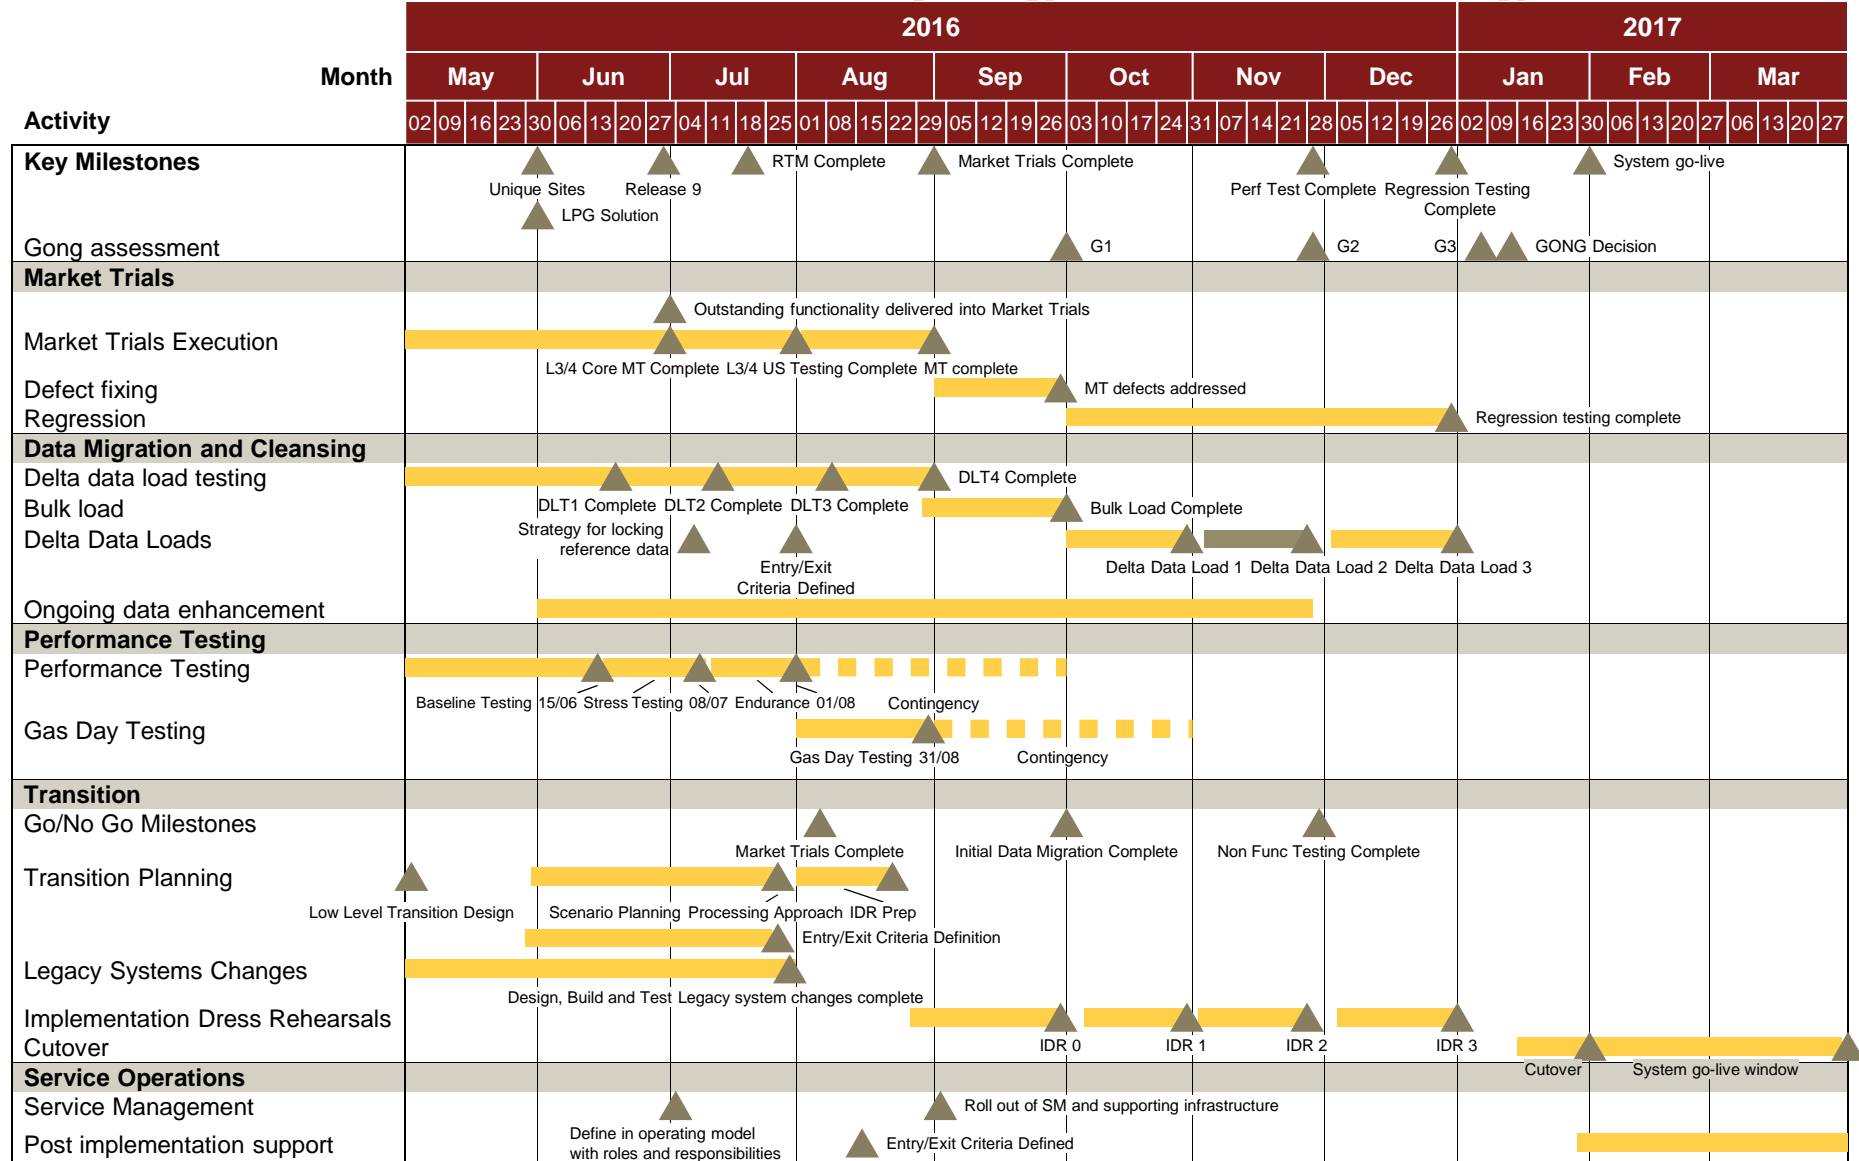 2016 2017
Month May Jun Jul Aug Sep Oct Nov Dec Jan Feb Mar
Activity 02 09 16 23 30 06 13 20 27 04 11 18 25 01 08 15 22 29 05 12 19 26 03 10 17 24 31 07 14 21 28 05 12 19 26 02 09 16 23 30 06 13 20 27 06 13 20 27
Key Milestones RTM Complete Market Trials Complete System go-live
Unique Sites Release 9 Perf Test Complete Regression Testing
Complete
LPG Solution
Gong assessment G1 G2 G3 GONG Decision
Market Trials
Outstanding functionality delivered into Market Trials
Market Trials Execution
L3/4 Core MT Complete L3/4 US Testing Complete MT complete
Defect fixing MT defects addressed
Regression Regression testing complete
Data Migration and Cleansing
Delta data load testing DLT4 Complete
DLT1 Complete DLT2 Complete DLT3 Complete
Bulk load Bulk Load Complete
Strategy for locking
reference data
Delta Data Loads
Entry/Exit
Criteria Defined
Delta Data Load 1 Delta Data Load 2 Delta Data Load 3
Ongoing data enhancement
Performance Testing
Performance Testing
Baseline Testing 15/06 Stress Testing 08/07 Endurance 01/08 Contingency
Gas Day Testing
Gas Day Testing 31/08 Contingency
Transition
Go/No Go Milestones
Market Trials Complete Initial Data Migration Complete Non Func Testing Complete
Transition Planning
Low Level Transition Design Scenario Planning Processing Approach IDR Prep
Entry/Exit Criteria Definition
Legacy Systems Changes
Design, Build and Test Legacy system changes complete
Implementation Dress Rehearsals
IDR 0 IDR 1 IDR 2 IDR 3
Cutover
Cutover System go-live window
Service Operations
Service Management Roll out of SM and supporting infrastructure
Define in operating model
with roles and responsibilities
Post implementation support Entry/Exit Criteria Defined